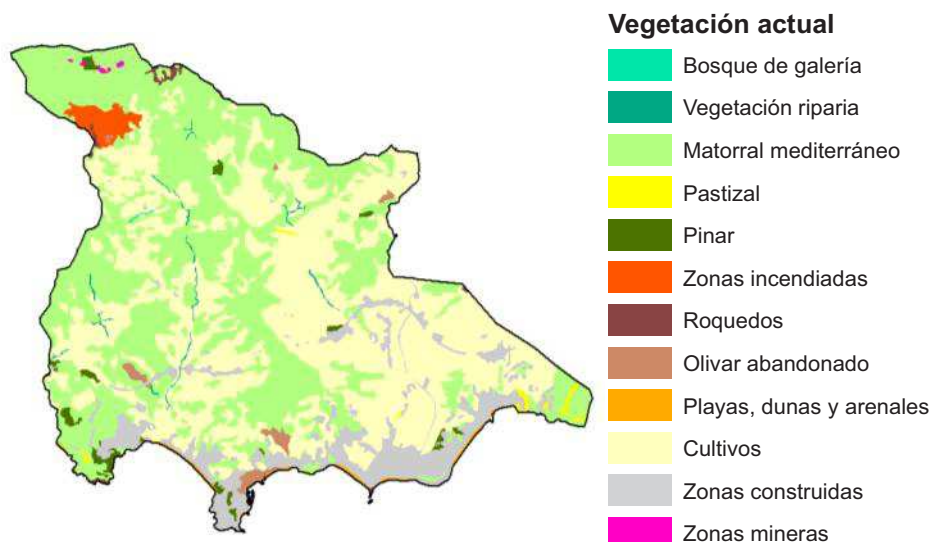 Vegetación actual
Bosque de galería
Vegetación riparia
Matorral mediterráneo
Pastizal
Pinar
Zonas incendiadas
Roquedos
Olivar abandonado
Playas, dunas y arenales
Cultivos
Zonas construidas
Zonas mineras